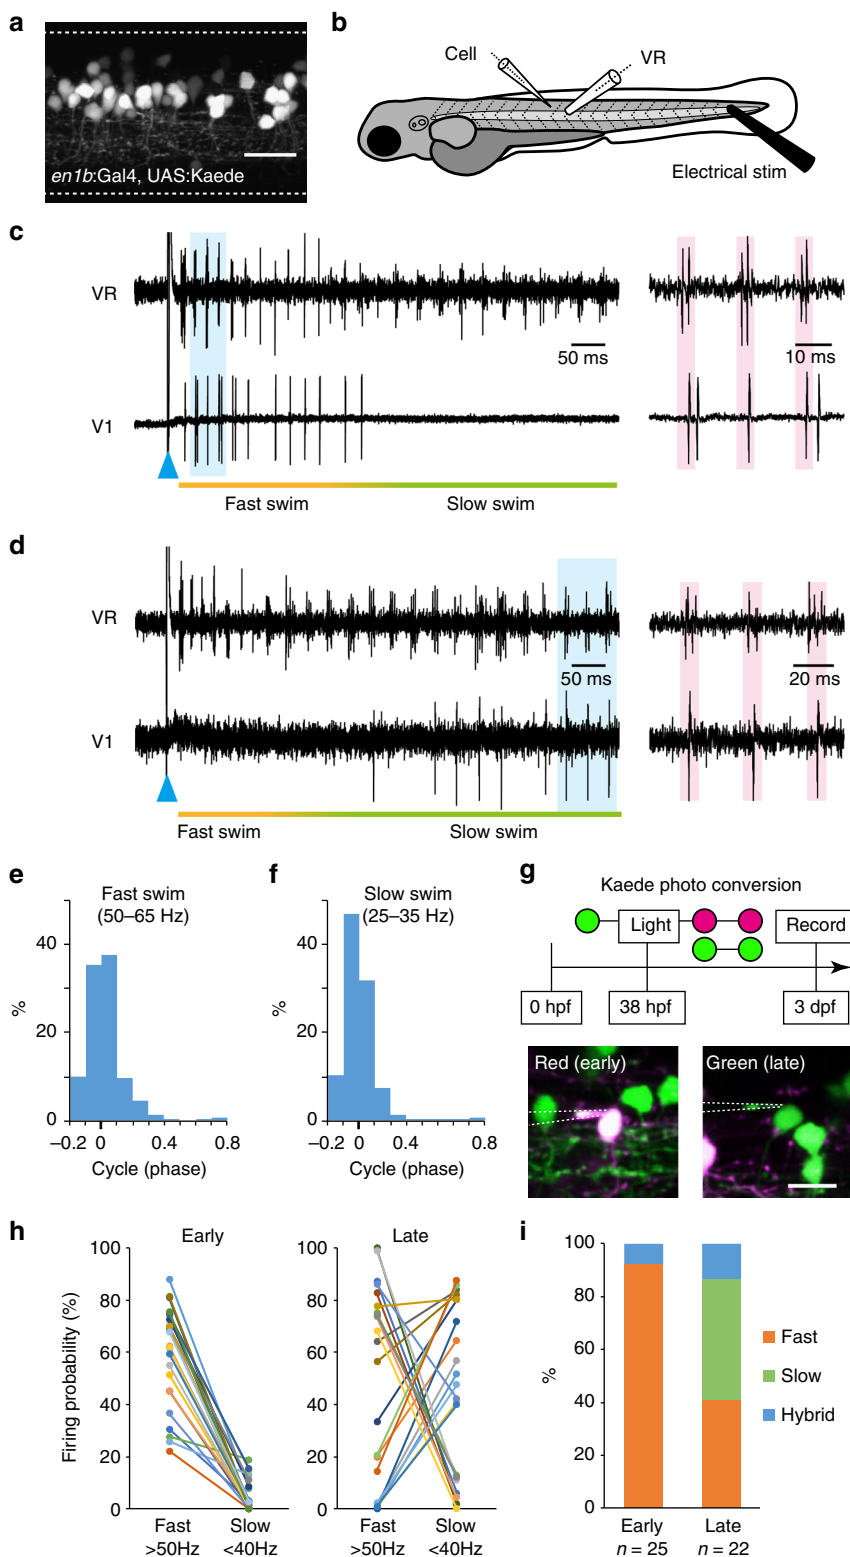 a
en1b:Gal4, UAS:Kaede
b
Cell
VR
Electrical stim
c
VR
50 ms
10 ms
V1
Fast swim
Slow swim
d
VR
50 ms
20 ms
V1
Fast swim
Slow swim
e
Fast swim
(50–65 Hz)
40
20
0
%
–0.2
0
0.4
0.8
Cycle (phase)
f
Slow swim
(25–35 Hz)
40
20
0
%
–0.2
0
0.4
0.8
Cycle (phase)
g
Kaede photo conversion
Light
Record
0 hpf
38 hpf
3 dpf
Red (early)
Green (late)
h
Early
Late
Firing probability (%)
100
80
60
40
20
0
Fast
>50Hz
Slow
<40Hz
100
80
60
40
20
0
Fast
>50Hz
Slow
<40Hz
i
100
80
60
40
20
0
%
Fast
Slow
Hybrid
Early
n = 25
Late
n = 22